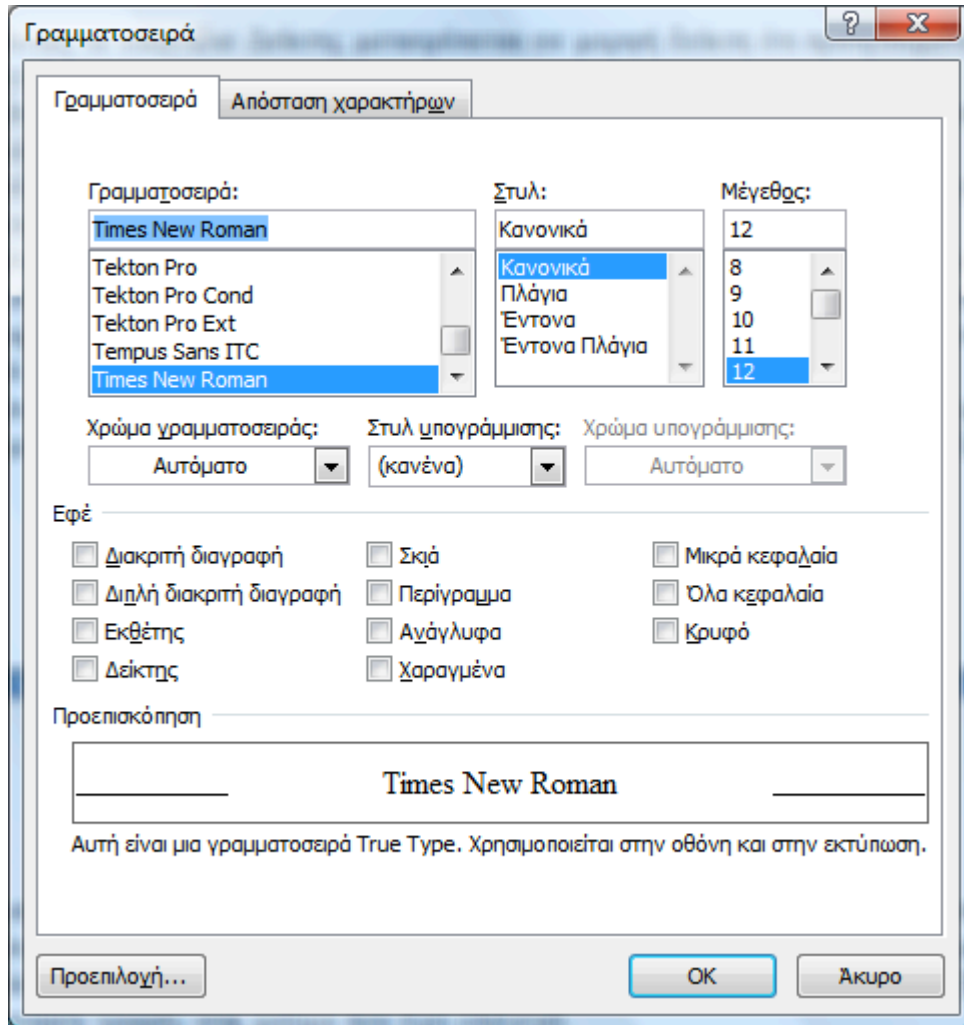 Γραμματοσειρά
Γραμματοσειρά Απόσταση χαρακτήρων
Γραμματοσειρά: Στυλ: Μέγεθος:
Times New Roman Κανονικά 12
Tekton Pro Κανονικά 8
Tekton Pro Cond Πλάγια 9
Tekton Pro Ext Έντονα 10
Tempus Sans ITC Έντονα Πλάγια 11
Times New Roman 12
Χρώμα γραμματοσειράς: Στυλ υπογράμμισης: Χρώμα υπογράμμισης:
Αυτόματο (κανένα) Αυτόματο
Εφέ
Διακριτή διαγραφή Σκιά Μικρά κεφαλαία
Διπλή διακριτή διαγραφή Περίγραμμα Όλα κεφαλαία
Εκθέτης Ανάγλυφα Κρυφό
Δείκτης Χαραγμένα
Προεπισκόπηση
Times New Roman
Αυτή είναι μια γραμματοσειρά True Type. Χρησιμοποιείται στην οθόνη και στην εκτύπωση.
Προεπιλογή... OK Άκυρο